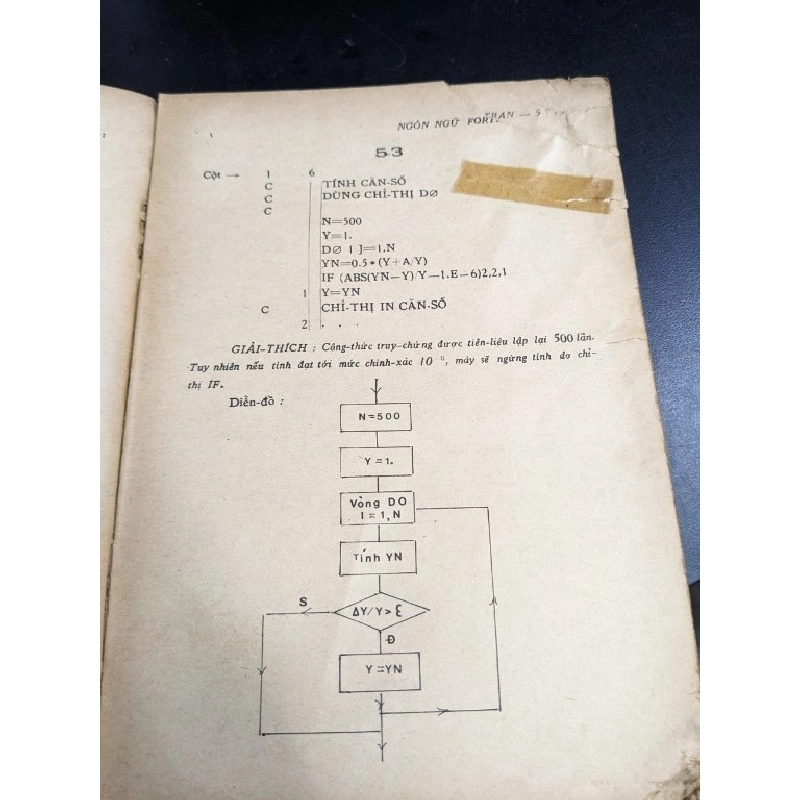 NGÔN NGỮ FORTRAN —
53
Cột → 1 6
C TÍNH CĂN-SỐ
C DÙNG CHỈ-THỊ DØ
C
N=500
Y=1.
DØ 1 J=1,N
YN=0.5*(Y+A/Y)
IF (ABS(YN-Y)/Y-1.E-6)2,2,1
1 Y=YN
C CHỈ-THỊ IN CĂN-SỐ
2 . . .
GIẢI-THÍCH : Công-thức truy-chứng được tiên-liêu lập lại 500 lần.
Tuy nhiên nếu tính đạt tới mức chính-xác 10⁻⁶, máy sẽ ngừng tính do chỉ-
thị IF.
Diễn-đồ :
N=500
Y=1.
Vòng DO
I=1,N
Tính YN
S
ΔY/Y>Ɛ
Đ
Y=YN